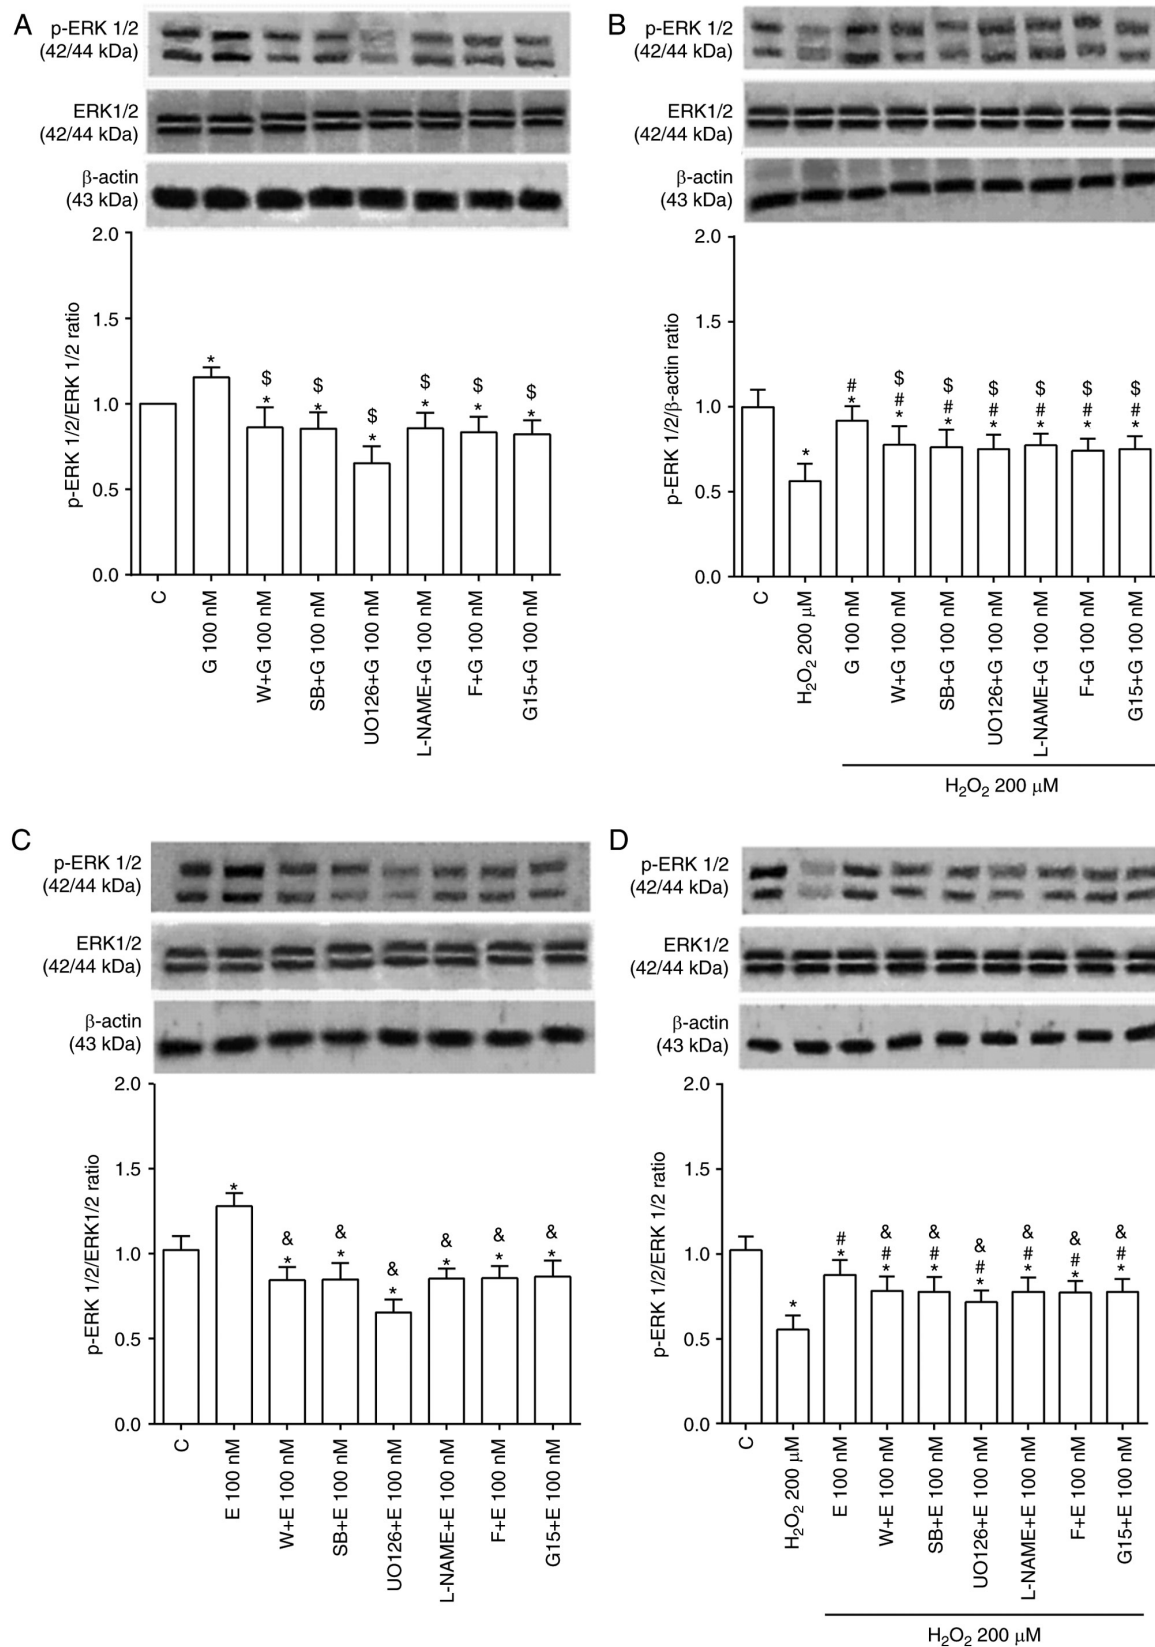 A
p-ERK 1/2
(42/44 kDa)
ERK1/2
(42/44 kDa)
β-actin
(43 kDa)
2.0
1.5
1.0
0.5
0.0
p-ERK 1/2/ERK 1/2 ratio
*
$
*
$
*
$
*
$
*
$
*
$
*
C
G 100 nM
W+G 100 nM
SB+G 100 nM
UO126+G 100 nM
L-NAME+G 100 nM
F+G 100 nM
G15+G 100 nM
B
p-ERK 1/2
(42/44 kDa)
ERK1/2
(42/44 kDa)
β-actin
(43 kDa)
2.0
1.5
1.0
0.5
0.0
p-ERK 1/2/β-actin ratio
*
#
*
$
#
*
$
#
*
$
#
*
$
#
*
$
#
*
$
#
*
C
H₂O₂ 200 μM
G 100 nM
W+G 100 nM
SB+G 100 nM
UO126+G 100 nM
L-NAME+G 100 nM
F+G 100 nM
G15+G 100 nM
H₂O₂ 200 μM
C
p-ERK 1/2
(42/44 kDa)
ERK1/2
(42/44 kDa)
β-actin
(43 kDa)
2.0
1.5
1.0
0.5
0.0
p-ERK 1/2/ERK1/2 ratio
*
&
*
&
*
&
*
&
*
&
*
&
*
C
E 100 nM
W+E 100 nM
SB+E 100 nM
UO126+E 100 nM
L-NAME+E 100 nM
F+E 100 nM
G15+E 100 nM
D
p-ERK 1/2
(42/44 kDa)
ERK1/2
(42/44 kDa)
β-actin
(43 kDa)
2.0
1.5
1.0
0.5
0.0
p-ERK 1/2/ERK 1/2 ratio
*
#
*
&
#
*
&
#
*
&
#
*
&
#
*
&
#
*
&
#
*
C
H₂O₂ 200 μM
E 100 nM
W+E 100 nM
SB+E 100 nM
UO126+E 100 nM
L-NAME+E 100 nM
F+E 100 nM
G15+E 100 nM
H₂O₂ 200 μM